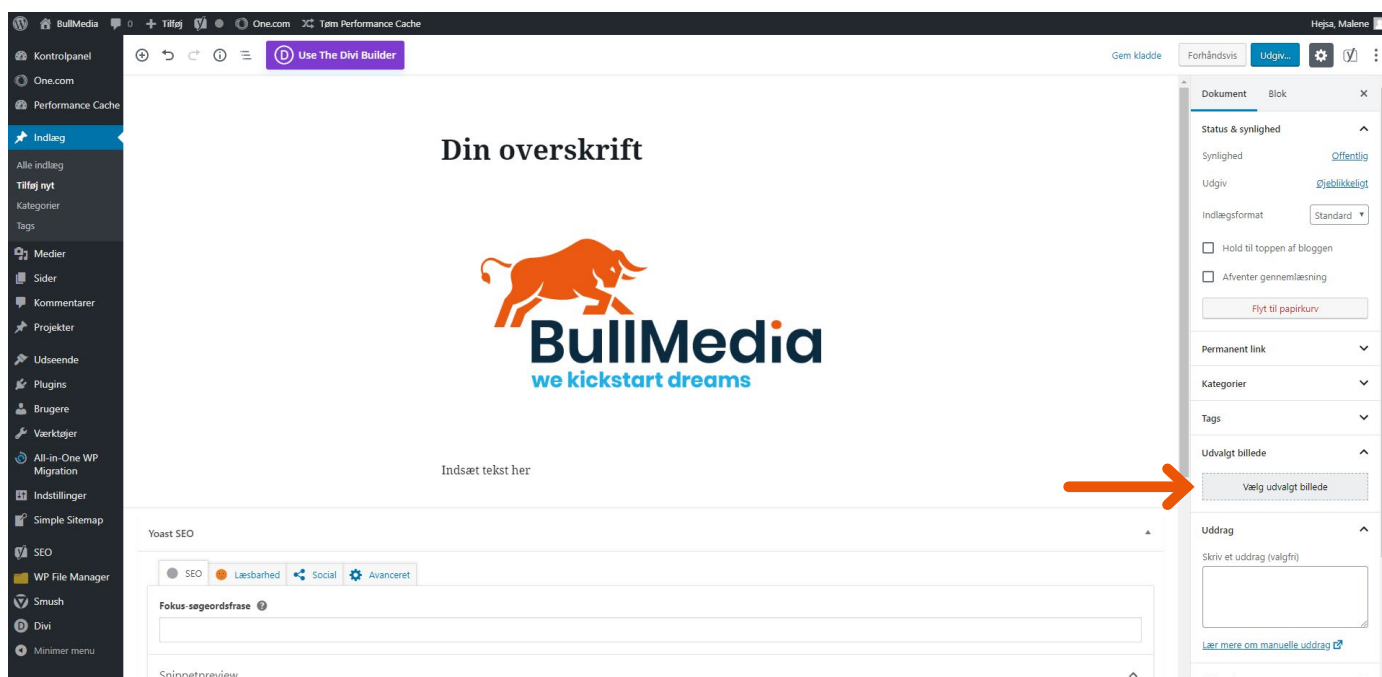 BullMedia 0 + Tilføj One.com Tøm Performance Cache
Hejsa, Malene
Kontrolpanel
One.com
Performance Cache
Indlæg
Alle indlæg
Tilføj nyt
Kategorier
Tags
Medier
Sider
Kommentarer
Projekter
Udseende
Plugins
Brugere
Værktøjer
All-in-One WP
Migration
Indstillinger
Simple Sitemap
SEO
WP File Manager
Smush
Divi
Minimer menu
Use The Divi Builder
Gem kladde
Forhåndsvis
Udgiv...
Din overskrift
BullMedia
we kickstart dreams
Indsæt tekst her
Yoast SEO
SEO Læsbarhed Social Avanceret
Fokus-søgeordsfrase
Snippetpreview
Dokument Blok
Status & synlighed
Synlighed Offentlig
Udgiv Øjeblikkeligt
Indlægsformat Standard
Hold til toppen af bloggen
Afventer gennemlæsning
Flyt til papirkurv
Permanent link
Kategorier
Tags
Udvalgt billede
Vælg udvalgt billede
Uddrag
Skriv et uddrag (valgfri)
Lær mere om manuelle uddrag